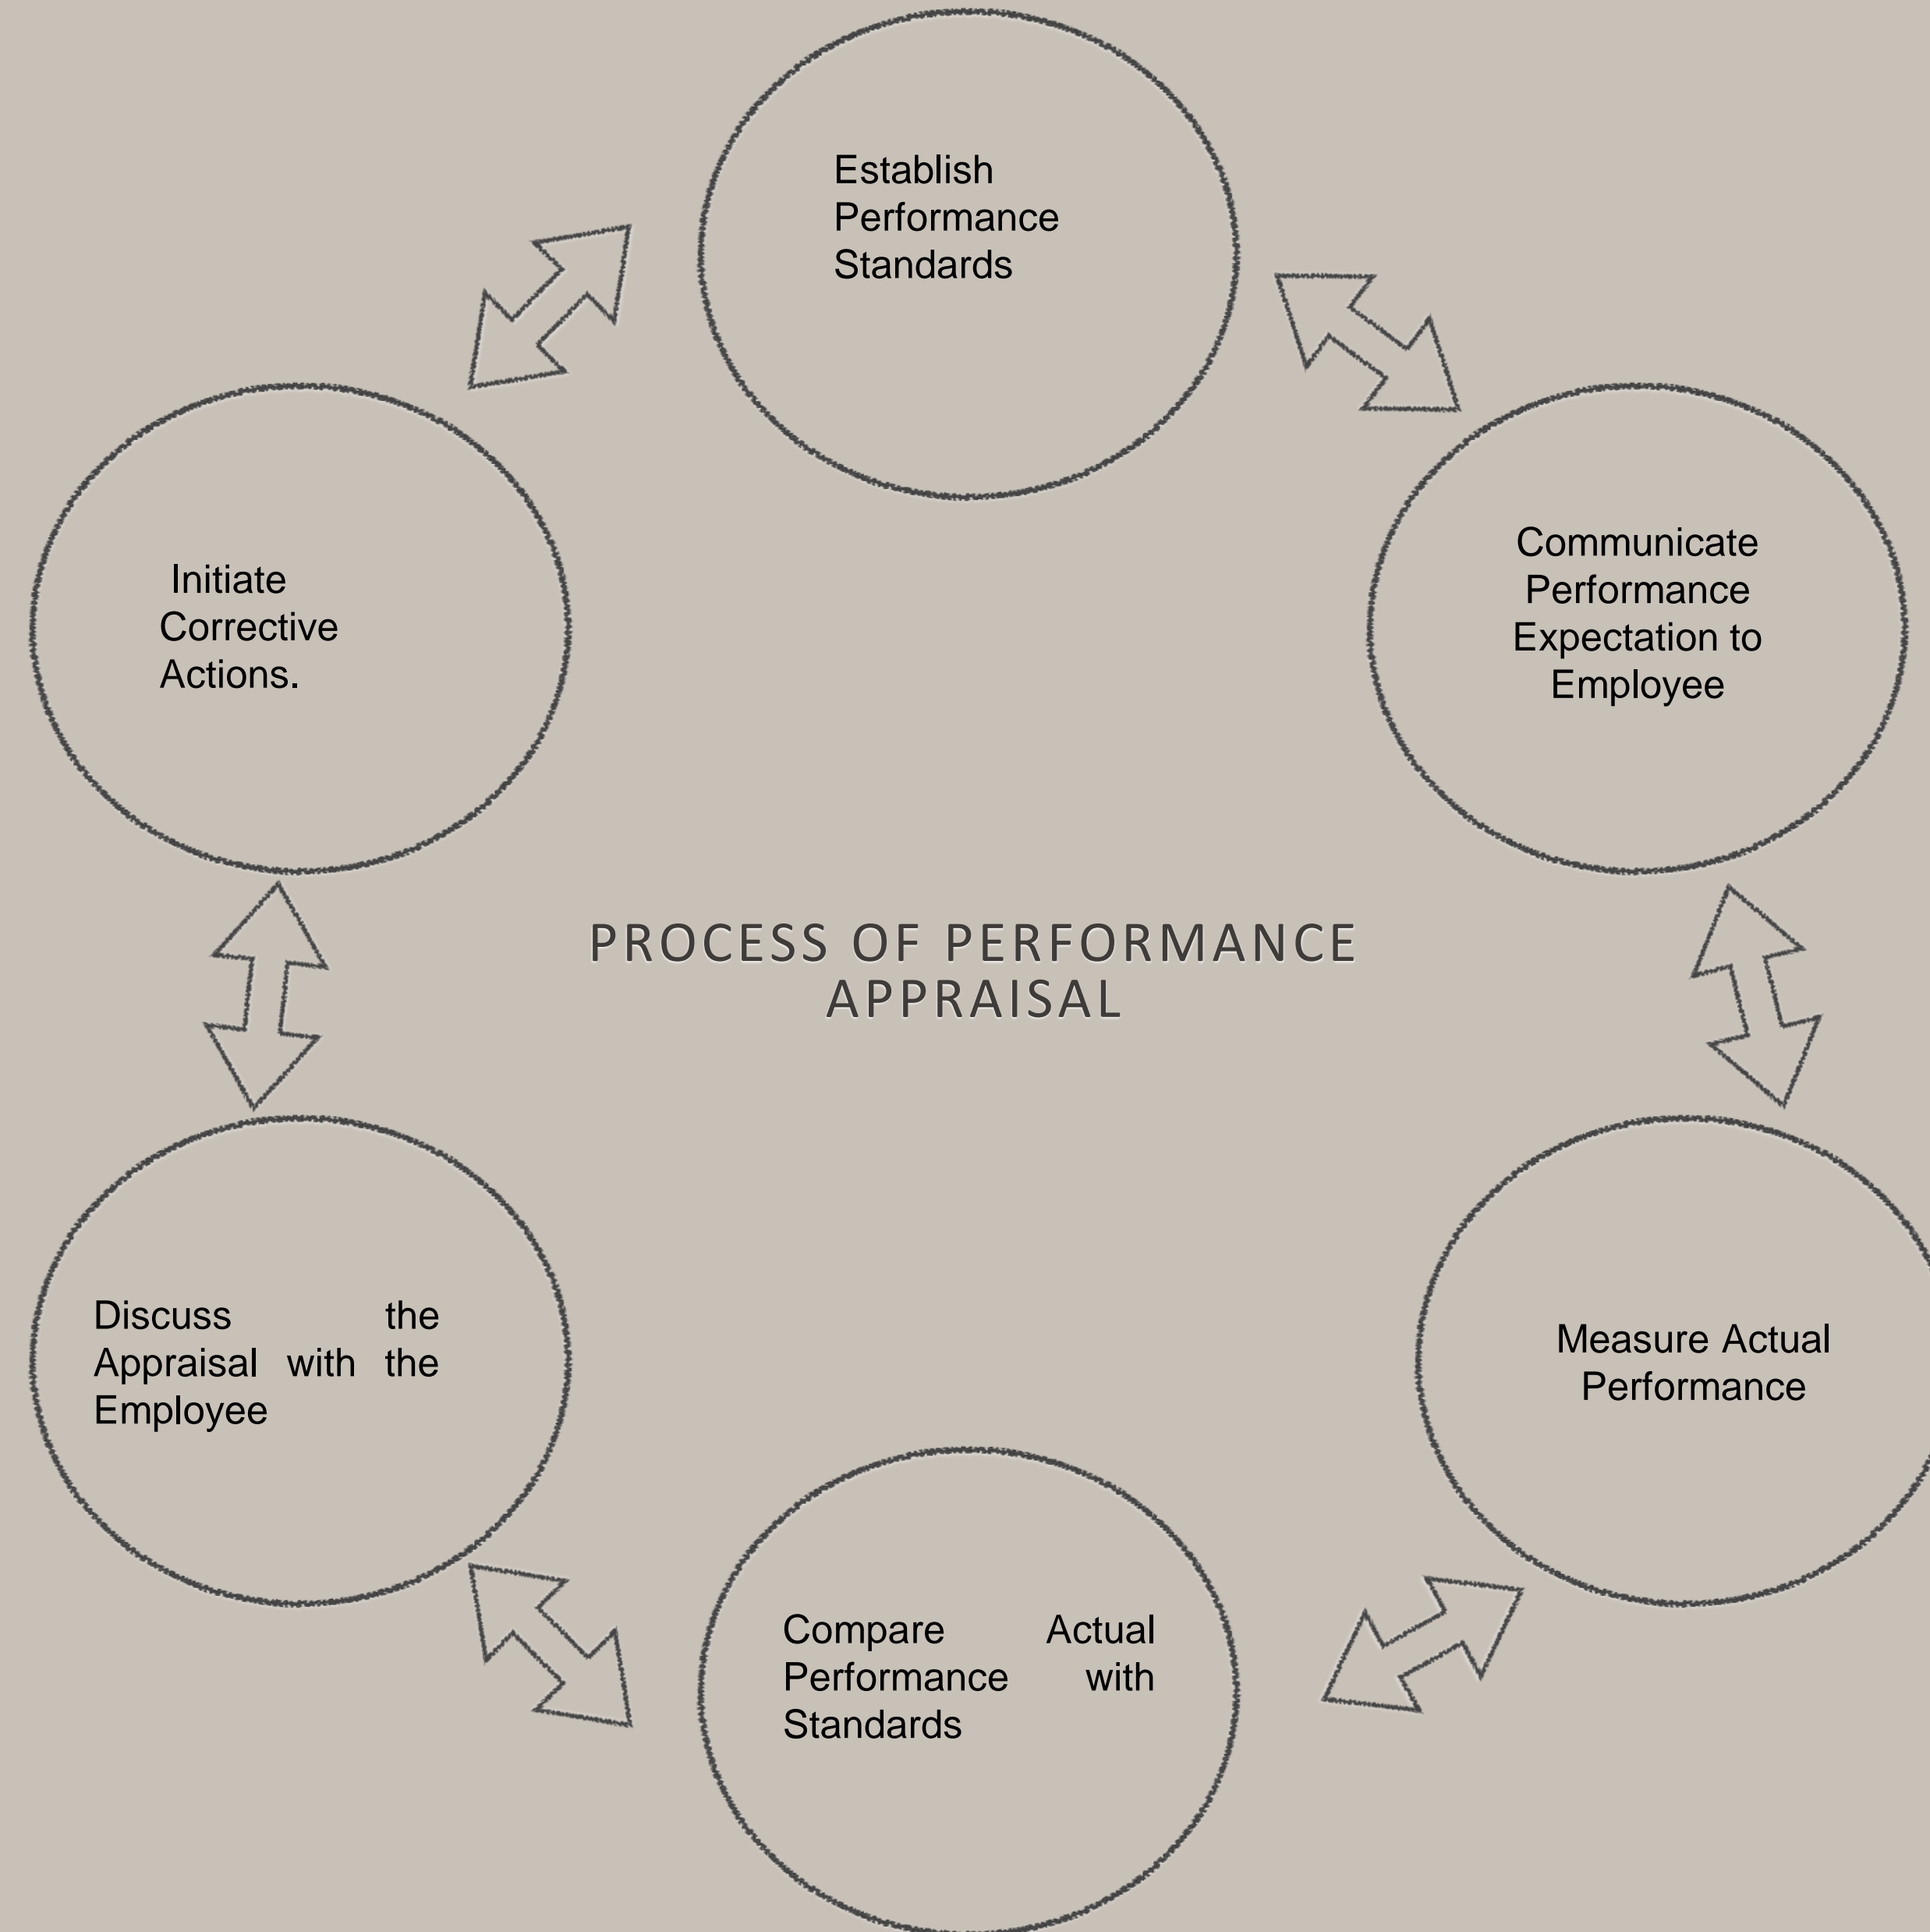 Establish
Performance
Standards
Communicate
Performance
Expectation to
Employee
Measure Actual
Performance
Compare Actual
Performance with
Standards
Discuss the
Appraisal with the
Employee
Initiate
Corrective
Actions.
PROCESS OF PERFORMANCE
APPRAISAL